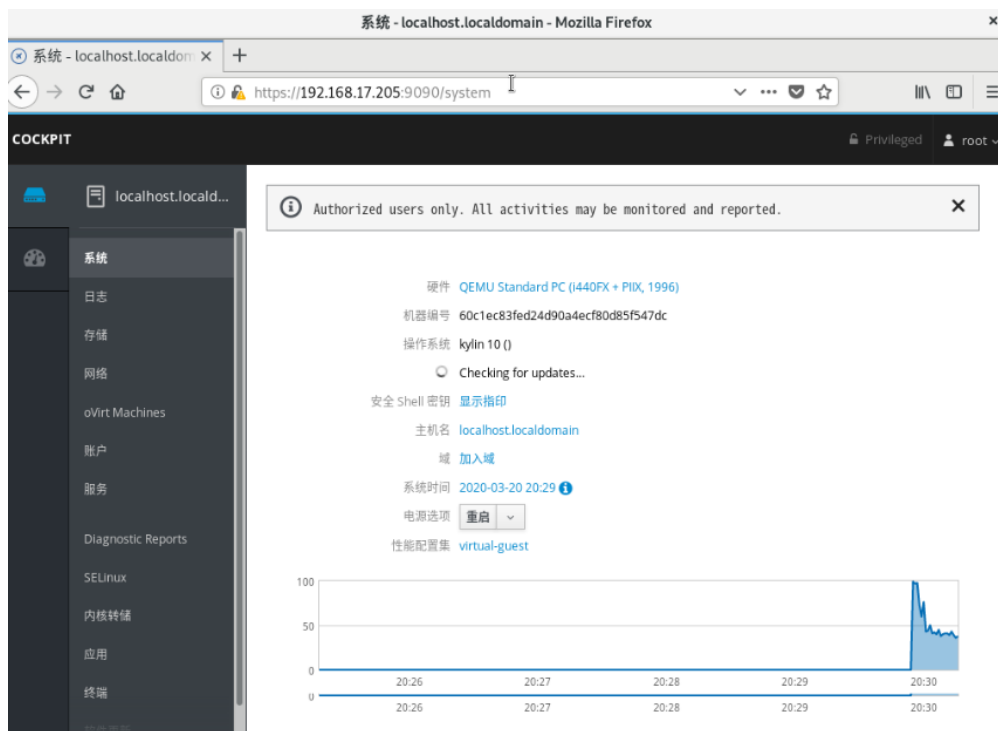 系统 - localhost.localdomain - Mozilla Firefox
系统 - localhost.localdom
https://192.168.17.205:9090/system
COCKPIT
Privileged
root
localhost.locald...
Authorized users only. All activities may be monitored and reported.
系统
日志
存储
网络
oVirt Machines
账户
服务
Diagnostic Reports
SELinux
内核转储
应用
终端
硬件 QEMU Standard PC (i440FX + PIIX, 1996)
机器编号 60c1ec83fed24d90a4ecf80d85f547dc
操作系统 kylin 10 ()
Checking for updates...
安全 Shell 密钥 显示指印
主机名 localhost.localdomain
域 加入域
系统时间 2020-03-20 20:29
电源选项 重启
性能配置集 virtual-guest
100
50
0
20:26 20:27 20:28 20:29 20:30
0
20:26 20:27 20:28 20:29 20:30